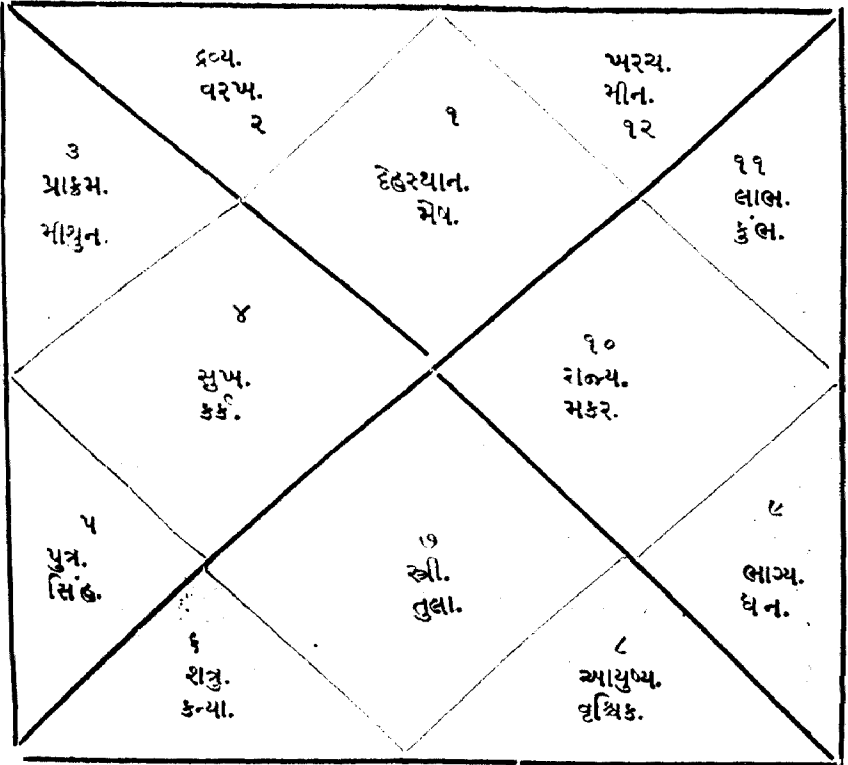 દ્રવ્ય.
વરખ.
૨
૧
દેહસ્થાન.
મેષ.
ખરચ.
મીન.
૧૨
૩
પ્રાક્રમ.
મીથુન.
૧૧
લાભ.
કુંભ.
૪
સુખ.
કર્ક.
૧૦
રાજ્ય.
મકર.
૫
પુત્ર.
સિંહ.
૭
સ્ત્રી.
તુલા.
૯
ભાગ્ય.
ધન.
૬
શત્રુ.
કન્યા.
૮
આયુષ્ય.
વૃશ્ચિક.